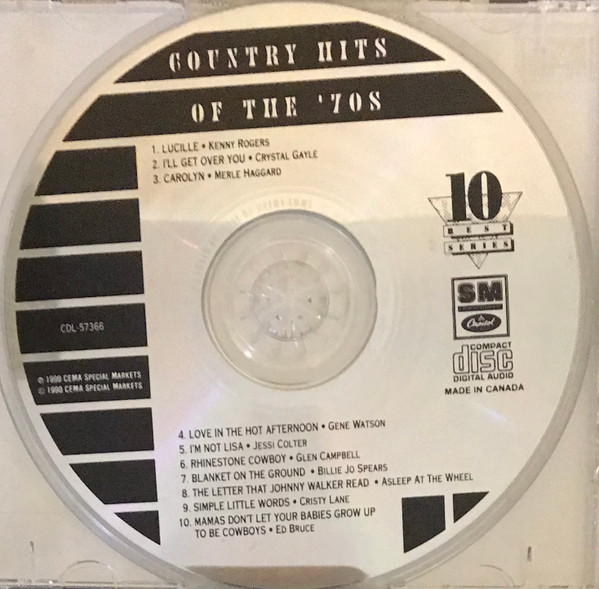 COUNTRY HITS
OF THE '70S
1. LUCILLE • KENNY ROGERS
2. I'LL GET OVER YOU • CRYSTAL GAYLE
3. CAROLYN • MERLE HAGGARD
10
BEST
SERIES
SM
Capitol
COMPACT
disc
DIGITAL AUDIO
MADE IN CANADA
CDL-57366
℗ 1990 CEMA SPECIAL MARKETS
© 1990 CEMA SPECIAL MARKETS
4. LOVE IN THE HOT AFTERNOON • GENE WATSON
5. I'M NOT LISA • JESSI COLTER
6. RHINESTONE COWBOY • GLEN CAMPBELL
7. BLANKET ON THE GROUND • BILLIE JO SPEARS
8. THE LETTER THAT JOHNNY WALKER READ • ASLEEP AT THE WHEEL
9. SIMPLE LITTLE WORDS • CRISTY LANE
10. MAMAS DON'T LET YOUR BABIES GROW UP
TO BE COWBOYS • ED BRUCE